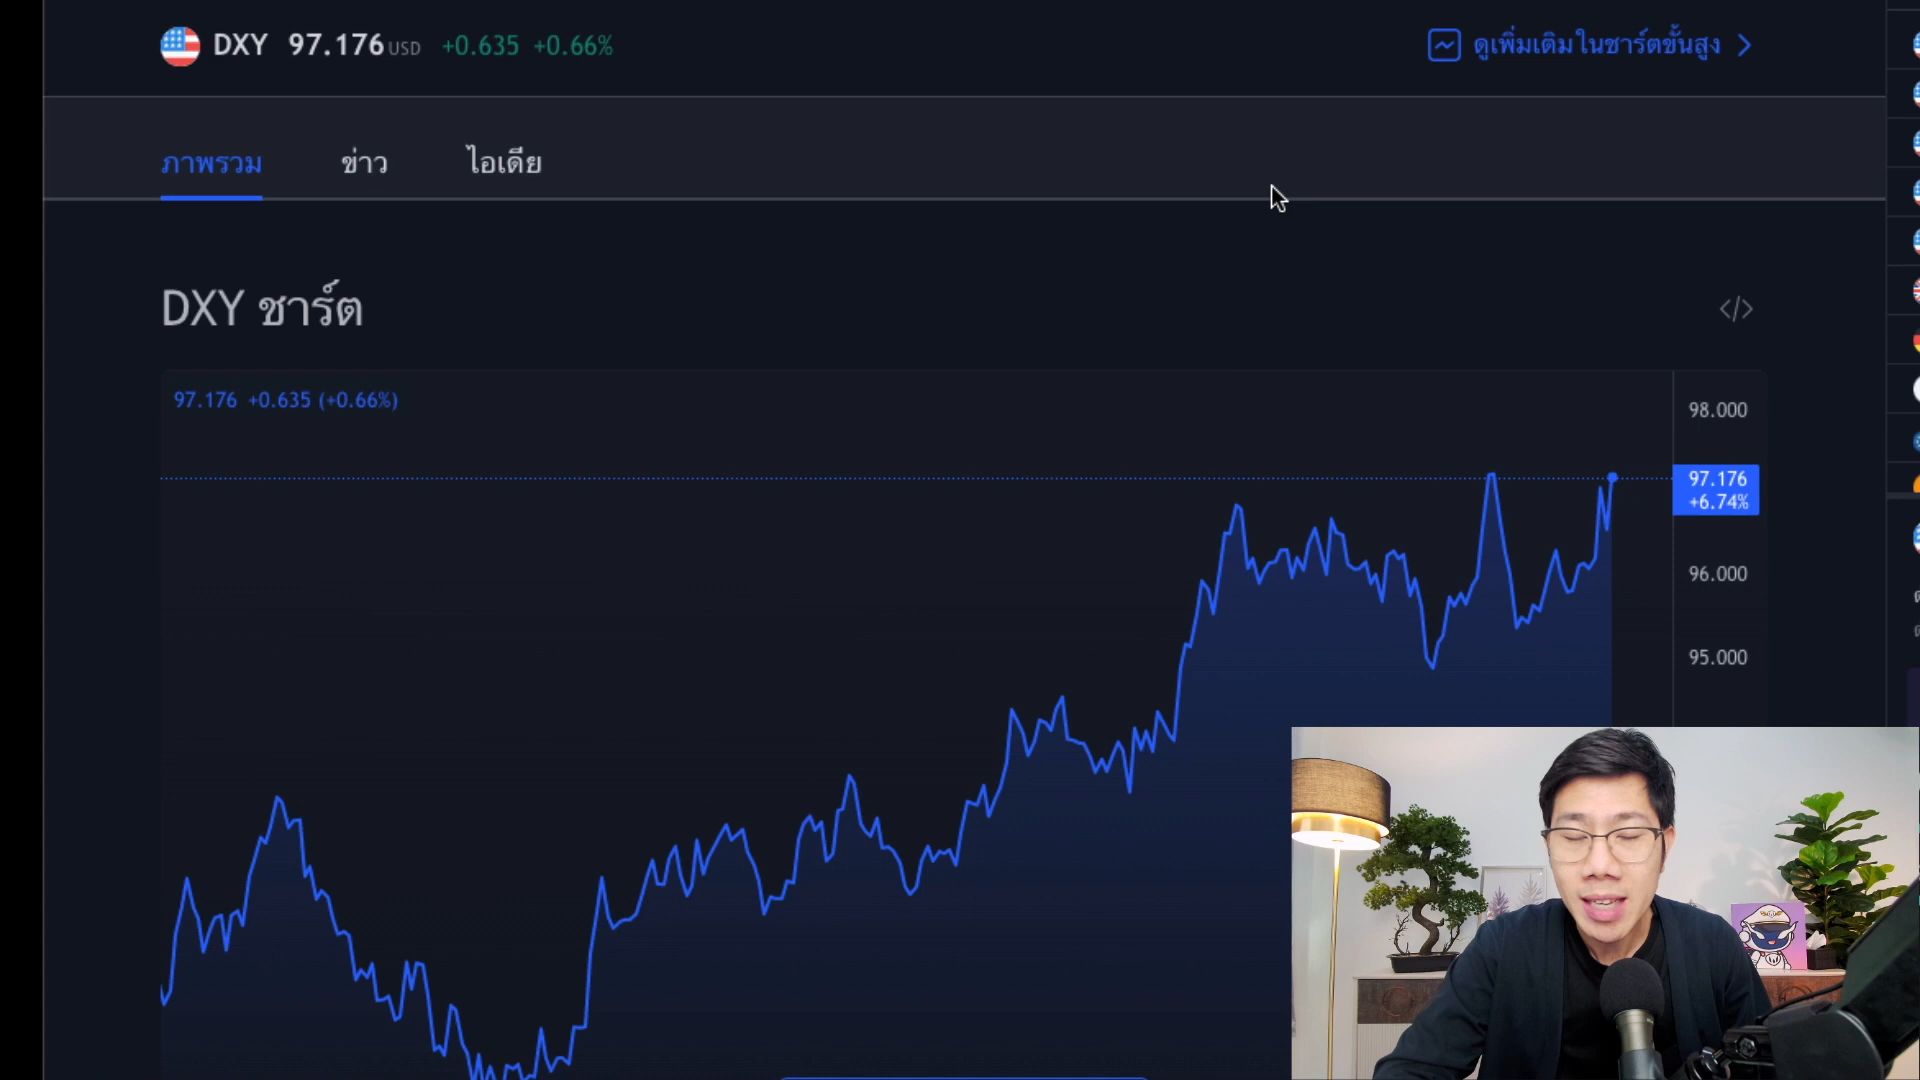 DXY 97.176 USD +0.635 +0.66%
ดูเพิ่มเติมในชาร์ตขั้นสูง
ภาพรวม ข่าว ไอเดีย
DXY ชาร์ต
97.176 +0.635 (+0.66%)
98.000
97.176
+6.74%
96.000
95.000